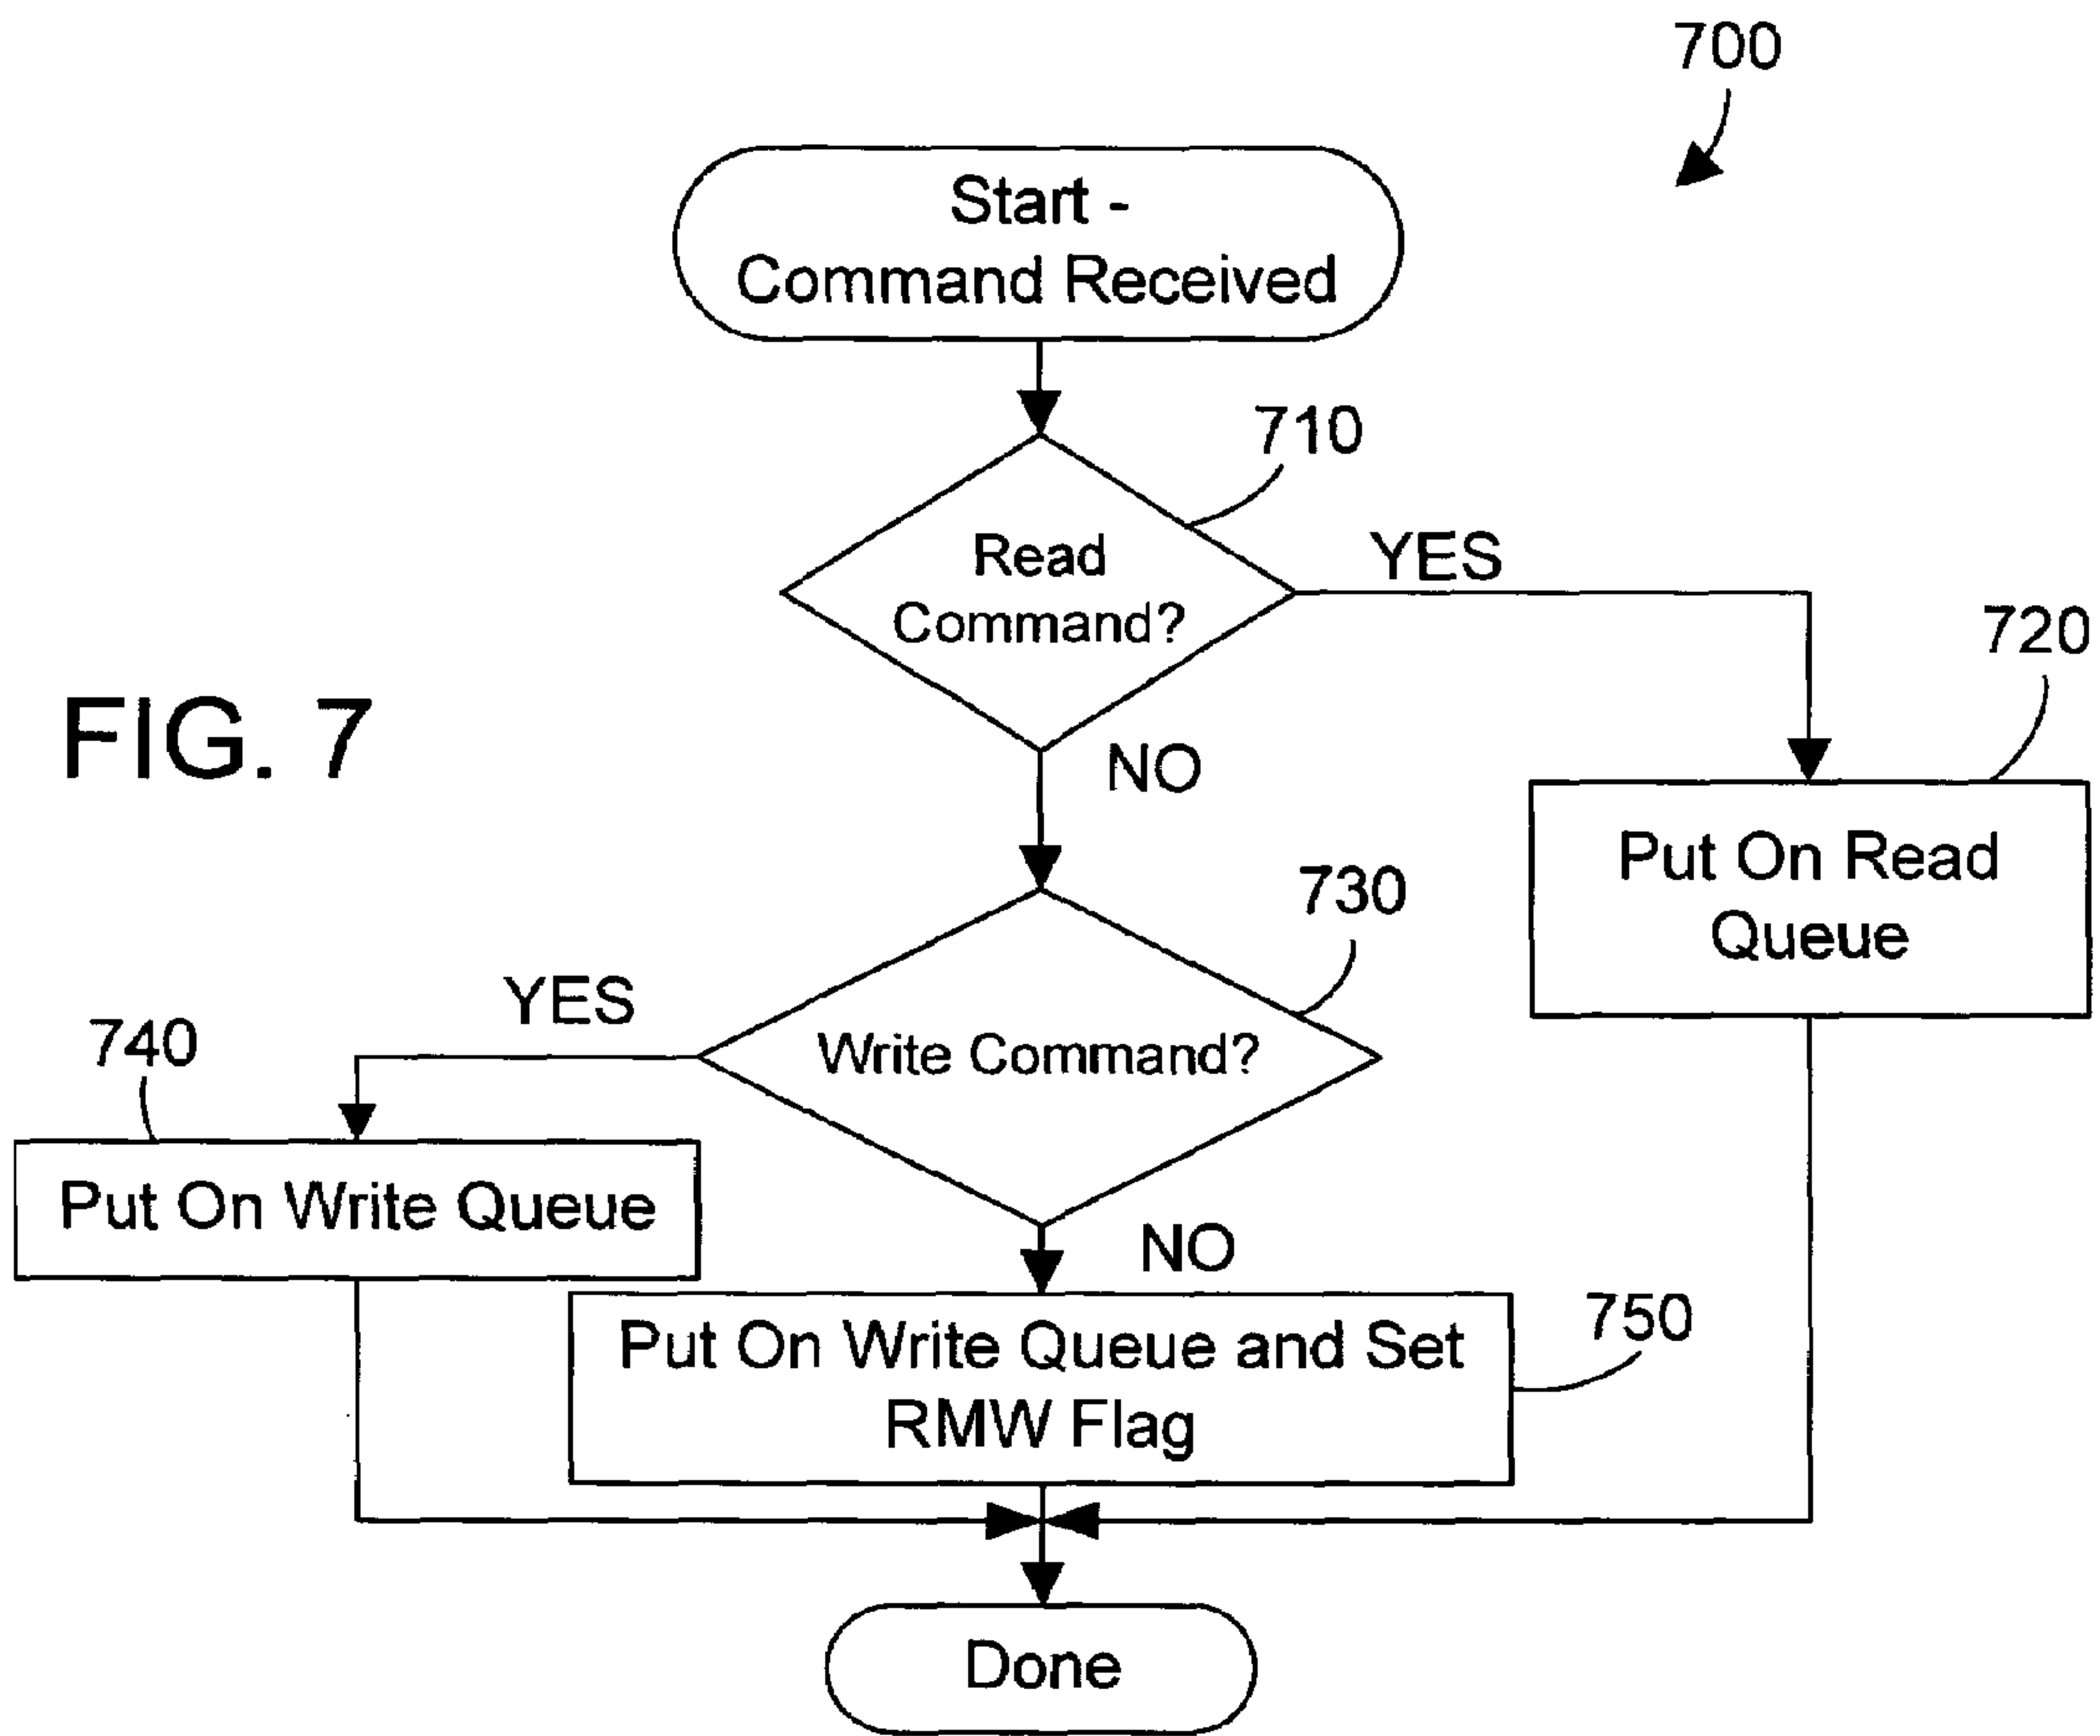 700
Start -
Command Received
710
Read
Command?
YES
720
FIG. 7
NO
Put On Read
Queue
730
YES
Write Command?
740
Put On Write Queue
NO
750
Put On Write Queue and Set
RMW Flag
Done